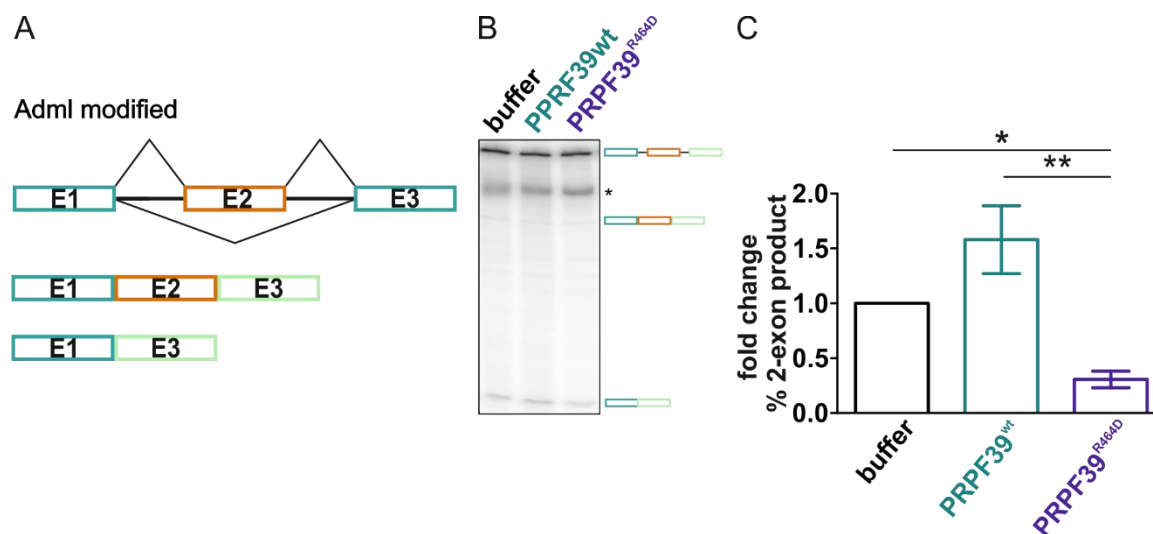 A
Adml modified
E1 E2 E3
E1 E2 E3
E1 E3
B
buffer
PPRF39wt
PRPF39R464D
*
C
* 
**
fold change
% 2-exon product
2.0
1.5
1.0
0.5
0.0
buffer
PRPF39wt
PRPF39R464D